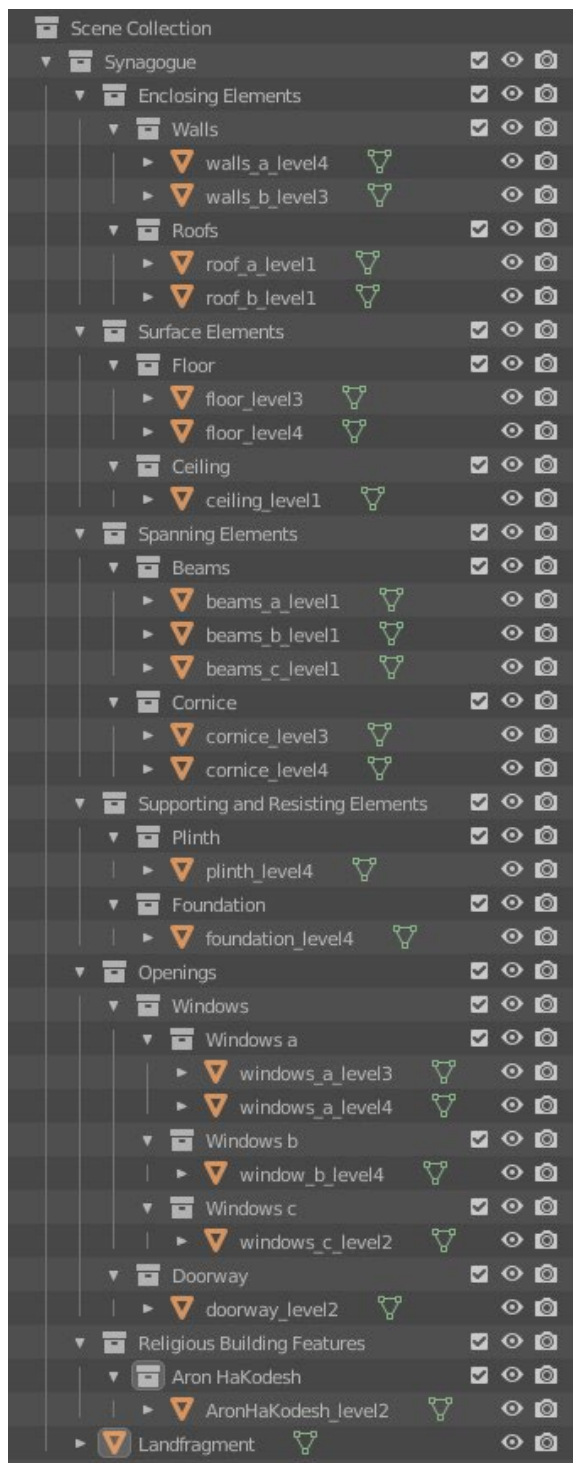 Scene Collection
Synagogue
Enclosing Elements
Walls
walls_a_level4
walls_b_level3
Roofs
roof_a_level1
roof_b_level1
Surface Elements
Floor
floor_level3
floor_level4
Ceiling
ceiling_level1
Spanning Elements
Beams
beams_a_level1
beams_b_level1
beams_c_level1
Cornice
cornice_level3
cornice_level4
Supporting and Resisting Elements
Plinth
plinth_level4
Foundation
foundation_level4
Openings
Windows
Windows a
windows_a_level3
windows_a_level4
Windows b
window_b_level4
Windows c
windows_c_level2
Doorway
doorway_level2
Religious Building Features
Aron HaKodesh
AronHaKodesh_level2
Landfragment